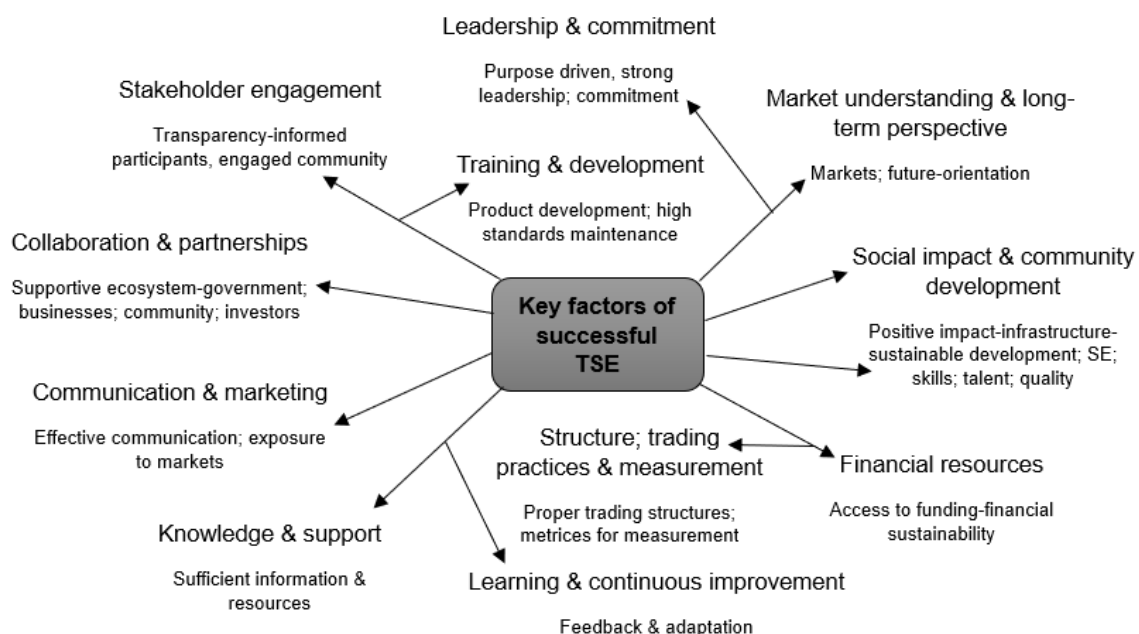 Leadership & commitment
Purpose driven, strong
leadership; commitment
Stakeholder engagement
Transparency-informed
participants, engaged community
Market understanding & long-
term perspective
Markets; future-orientation
Training & development
Product development; high
standards maintenance
Collaboration & partnerships
Supportive ecosystem-government;
businesses; community; investors
Social impact & community
development
Positive impact-infrastructure-
sustainable development; SE;
skills; talent; quality
Key factors of
successful
TSE
Communication & marketing
Effective communication; exposure
to markets
Structure; trading
practices & measurement
Proper trading structures;
metrices for measurement
Financial resources
Access to funding-financial
sustainability
Knowledge & support
Sufficient information &
resources
Learning & continuous improvement
Feedback & adaptation